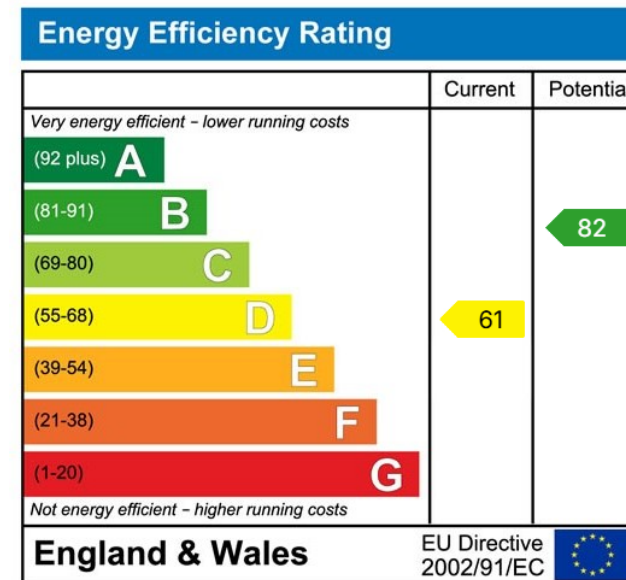 Energy Efficiency Rating
Current Potentia
Very energy efficient – lower running costs
(92 plus) A
(81-91) B
82
(69-80) C
(55-68) D
61
(39-54) E
(21-38) F
(1-20) G
Not energy efficient – higher running costs
England & Wales
EU Directive
2002/91/EC